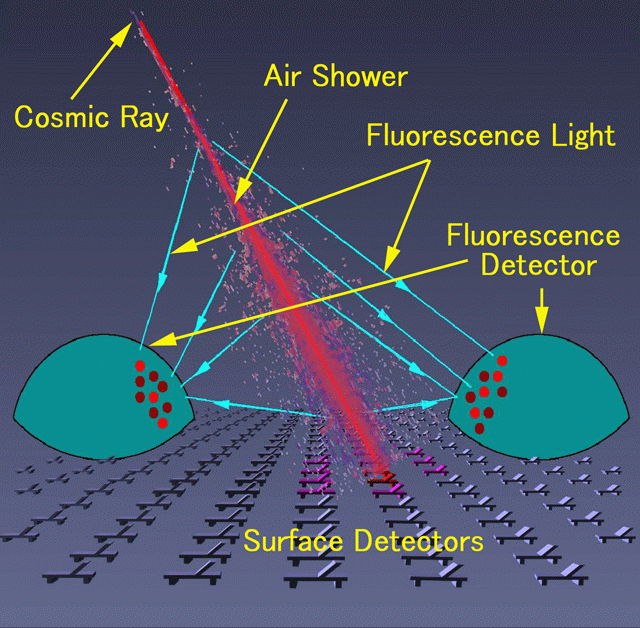 Air Shower
Cosmic Ray
Fluorescence Light
Fluorescence
Detector
Surface Detectors